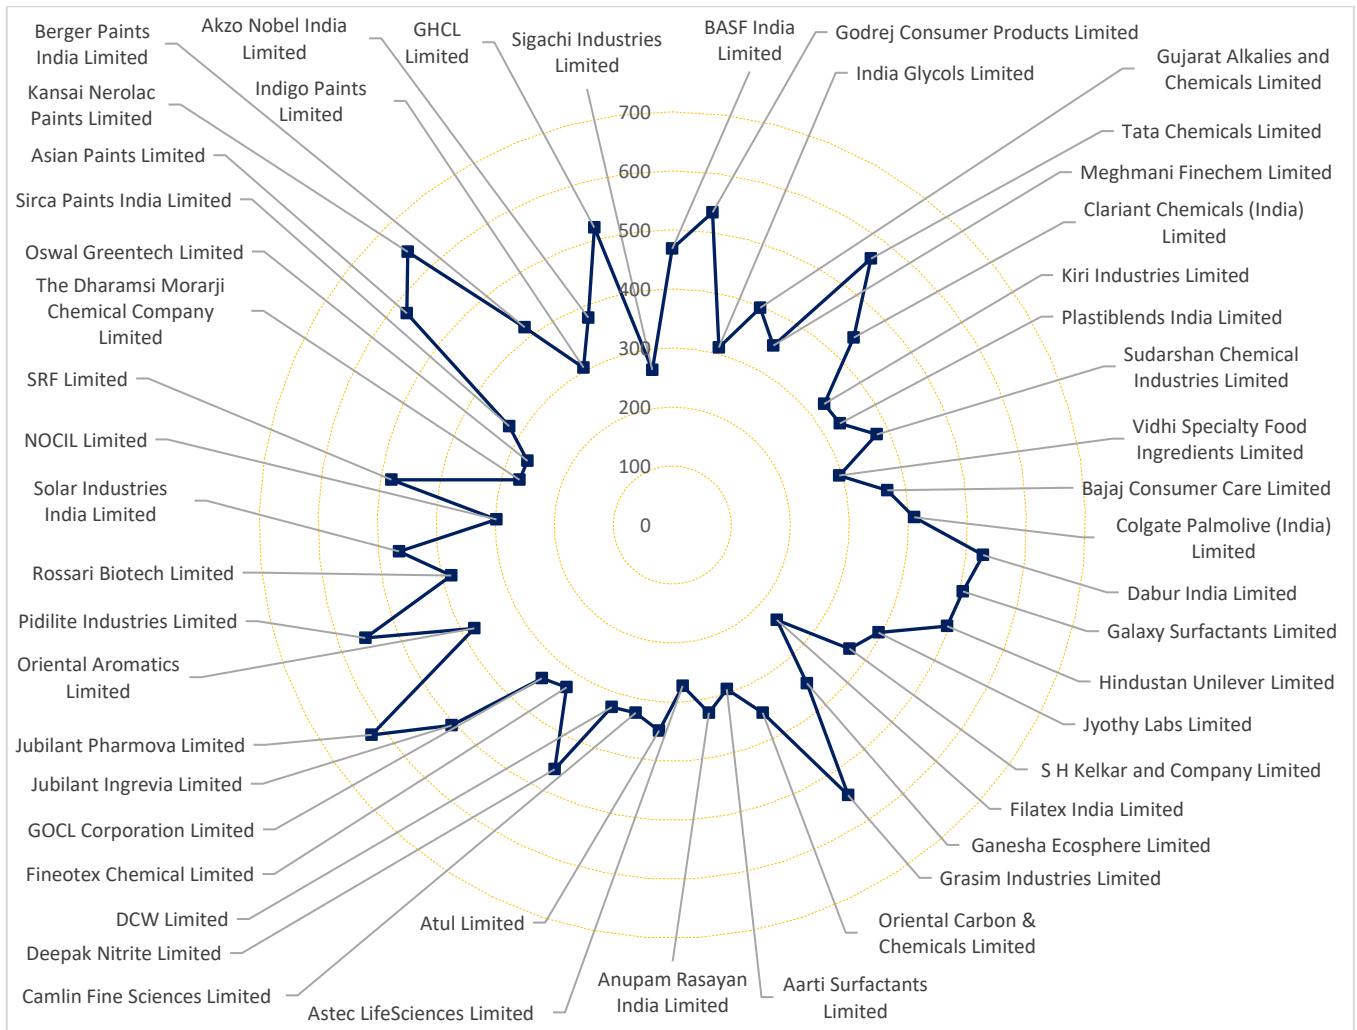 Berger Paints
India Limited
Akzo Nobel India
Limited
GHCL
Limited
Sigachi Industries
Limited
BASF India
Limited
Godrej Consumer Products Limited
India Glycols Limited
Gujarat Alkalies and
Chemicals Limited
Kansai Nerolac
Paints Limited
Indigo Paints
Limited
Tata Chemicals Limited
Asian Paints Limited
Meghmani Finechem Limited
Sirca Paints India Limited
Clariant Chemicals (India)
Limited
Oswal Greentech Limited
Kiri Industries Limited
The Dharamsi Morarji
Chemical Company
Limited
Plastiblends India Limited
SRF Limited
Sudarshan Chemical
Industries Limited
NOCIL Limited
Vidhi Specialty Food
Ingredients Limited
Solar Industries
India Limited
Bajaj Consumer Care Limited
Colgate Palmolive (India)
Limited
Rossari Biotech Limited
Dabur India Limited
Pidilite Industries Limited
Galaxy Surfactants Limited
Oriental Aromatics
Limited
Hindustan Unilever Limited
Jubilant Pharmova Limited
Jyothy Labs Limited
Jubilant Ingrevia Limited
S H Kelkar and Company Limited
GOCL Corporation Limited
Filatex India Limited
Fineotex Chemical Limited
Ganesha Ecosphere Limited
DCW Limited
Grasim Industries Limited
Deepak Nitrite Limited
Atul Limited
Oriental Carbon &
Chemicals Limited
Camlin Fine Sciences Limited
Astec LifeSciences Limited
Anupam Rasayan
India Limited
Aarti Surfactants
Limited
700
600
500
400
300
200
100
0